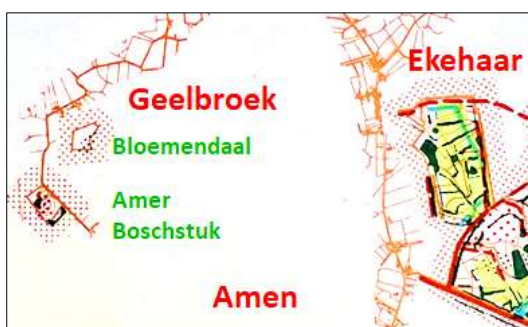 Ekehaar
Geelbroek
Bloemendaal
Amer
Boschstuk
Amen